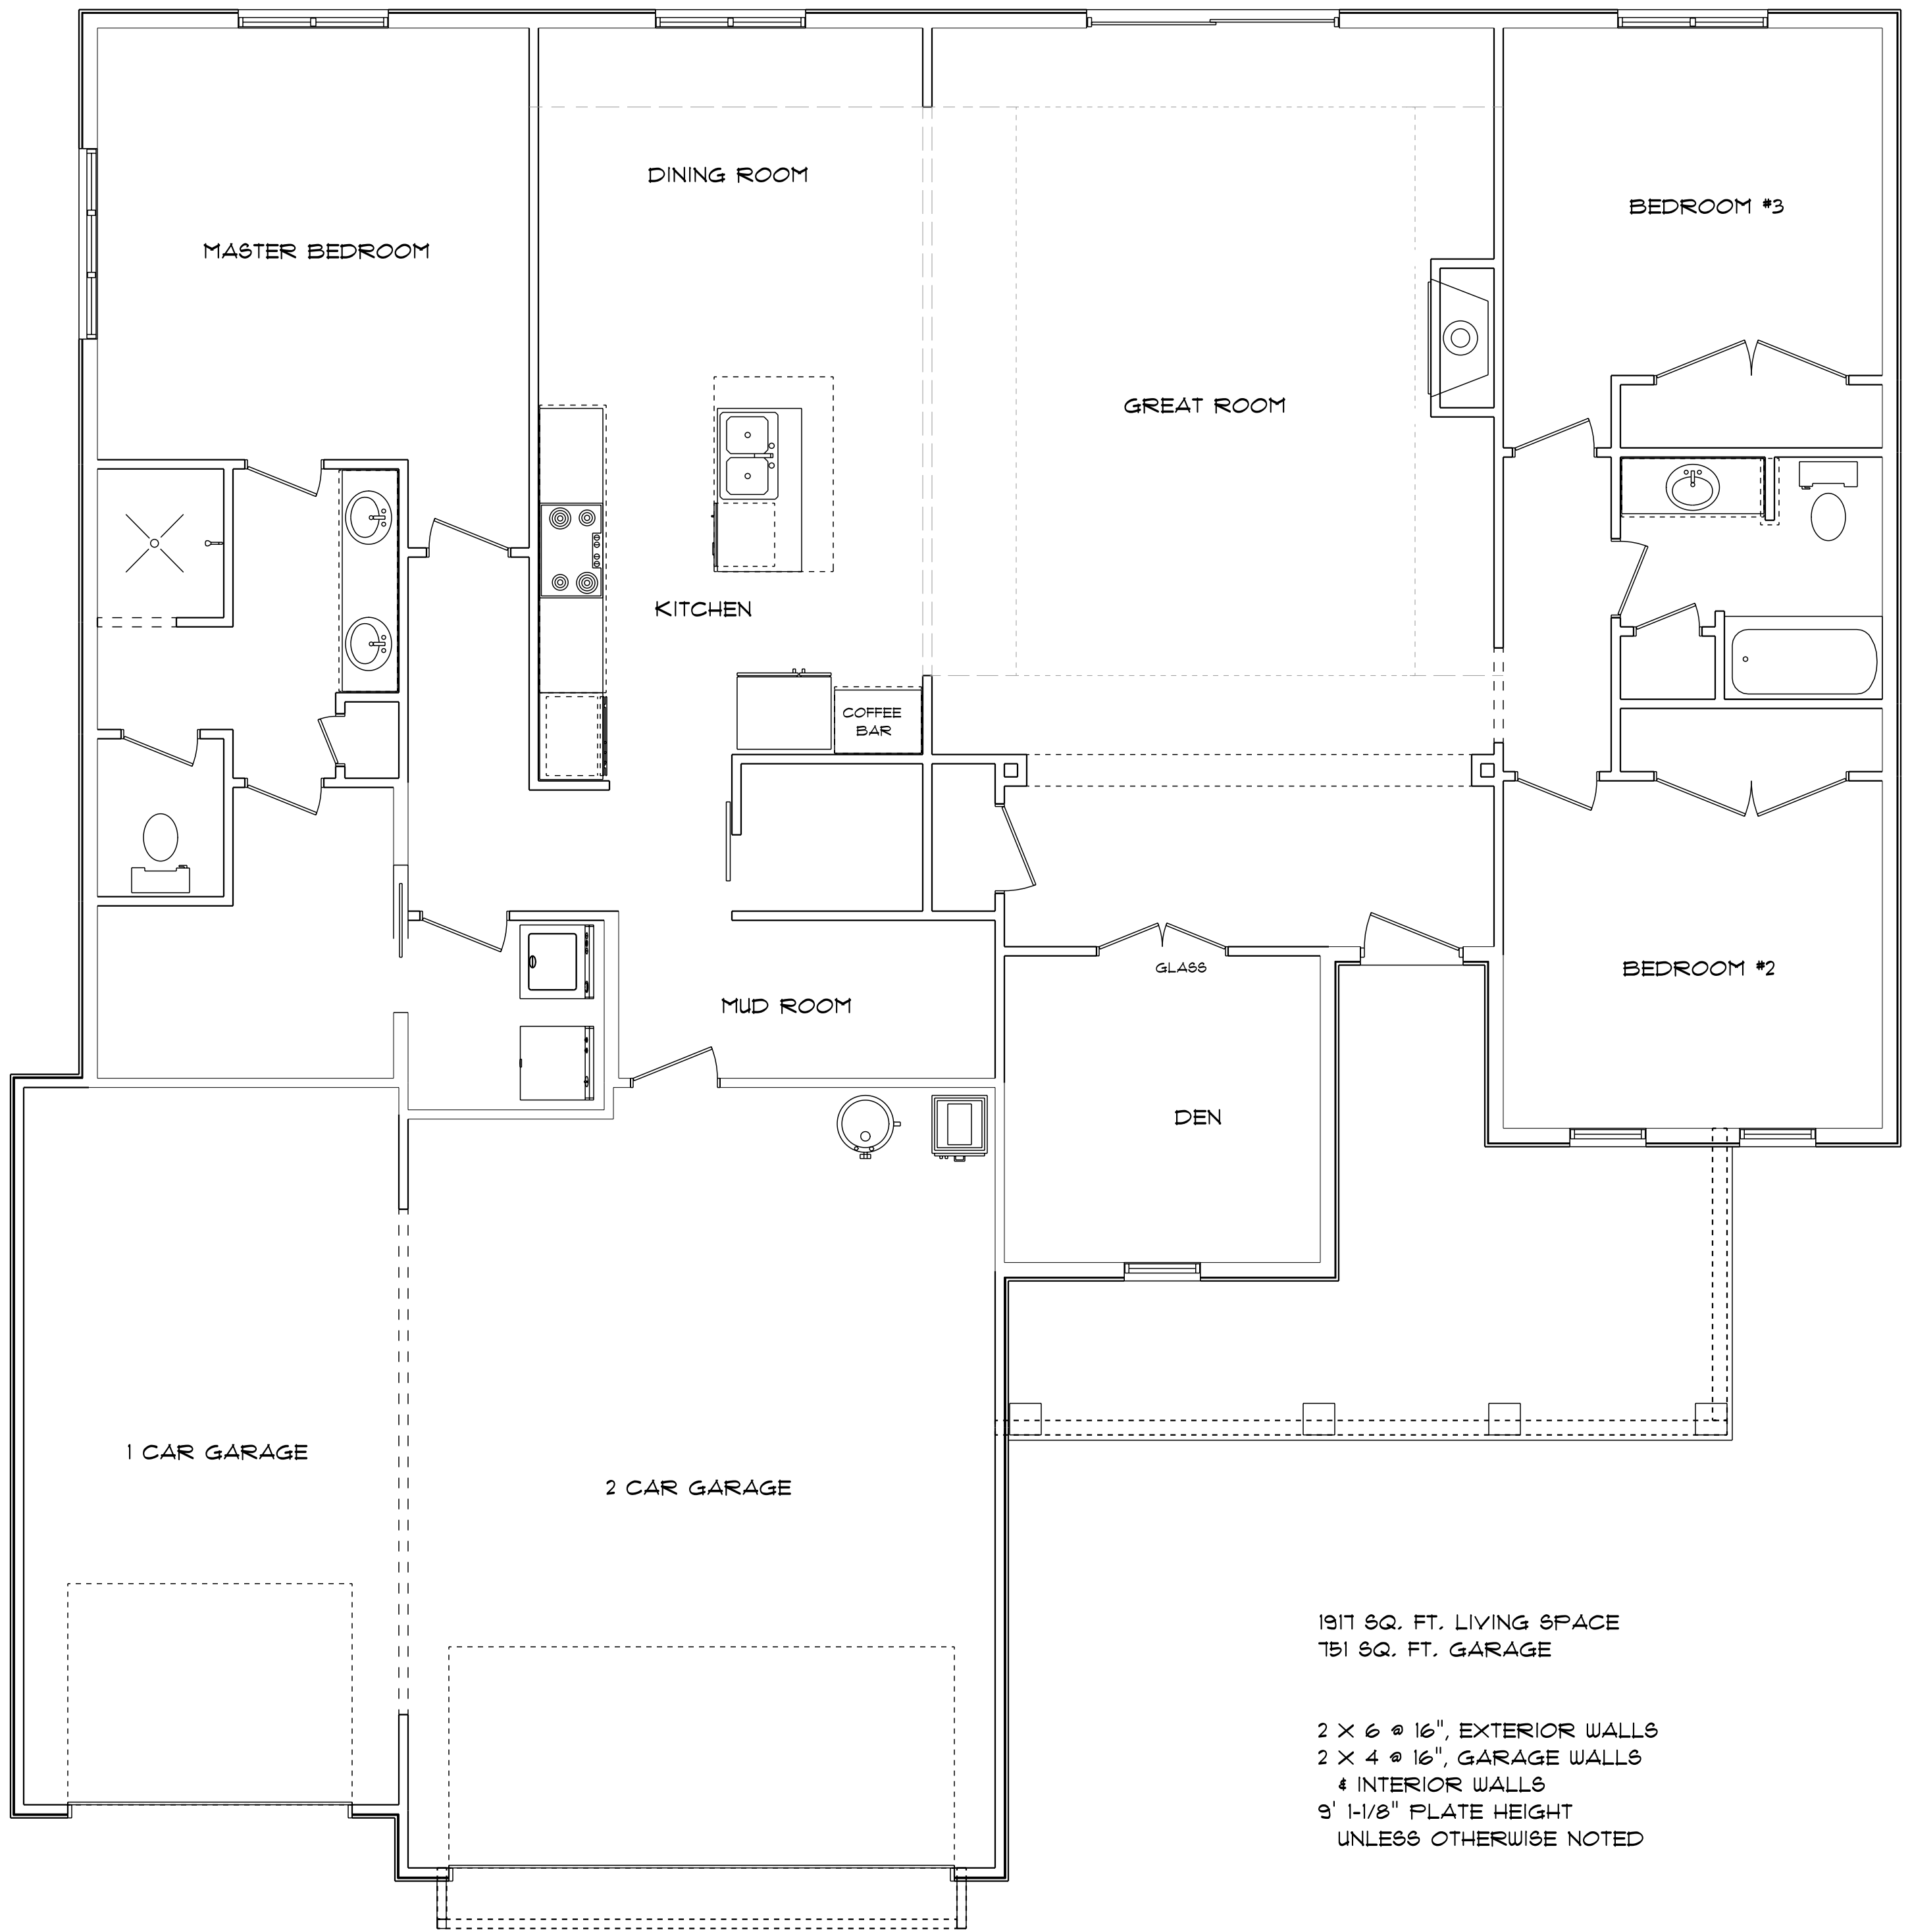 DINING ROOM
BEDROOM #3
MASTER BEDROOM
GREAT ROOM
KITCHEN
COFFEE
BAR
GLASS
BEDROOM #2
MUD ROOM
DEN
1 CAR GARAGE
2 CAR GARAGE
1917 SQ. FT. LIVING SPACE
751 SQ. FT. GARAGE
2 X 6 @ 16", EXTERIOR WALLS
2 X 4 @ 16", GARAGE WALLS
& INTERIOR WALLS
9' 1-1/8" PLATE HEIGHT
UNLESS OTHERWISE NOTED